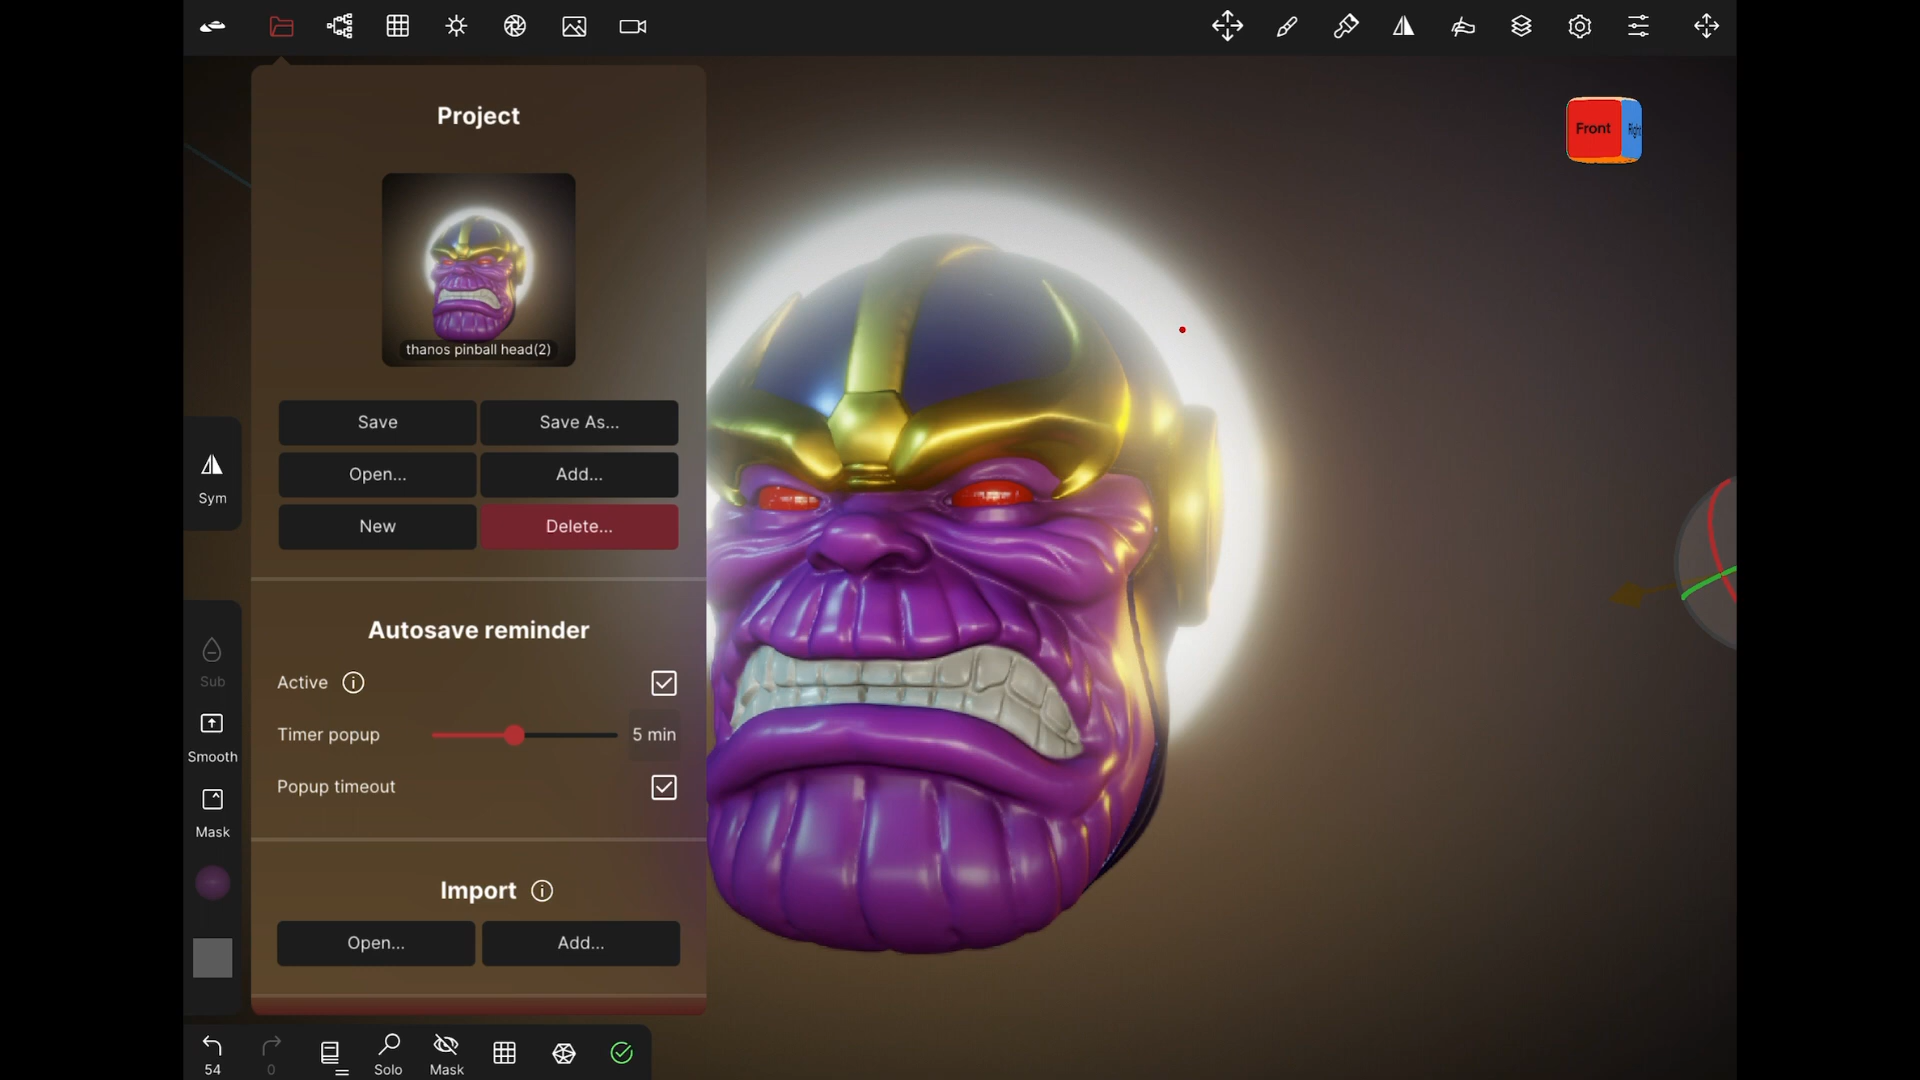 Project
thanos pinball head(2)
Save
Save As...
Open...
Add...
New
Delete...
Autosave reminder
Active
Timer popup
5 min
Popup timeout
Import
Open...
Add...
Sym
Sub
Smooth
Mask
54
0
Solo
Mask
Front
Right